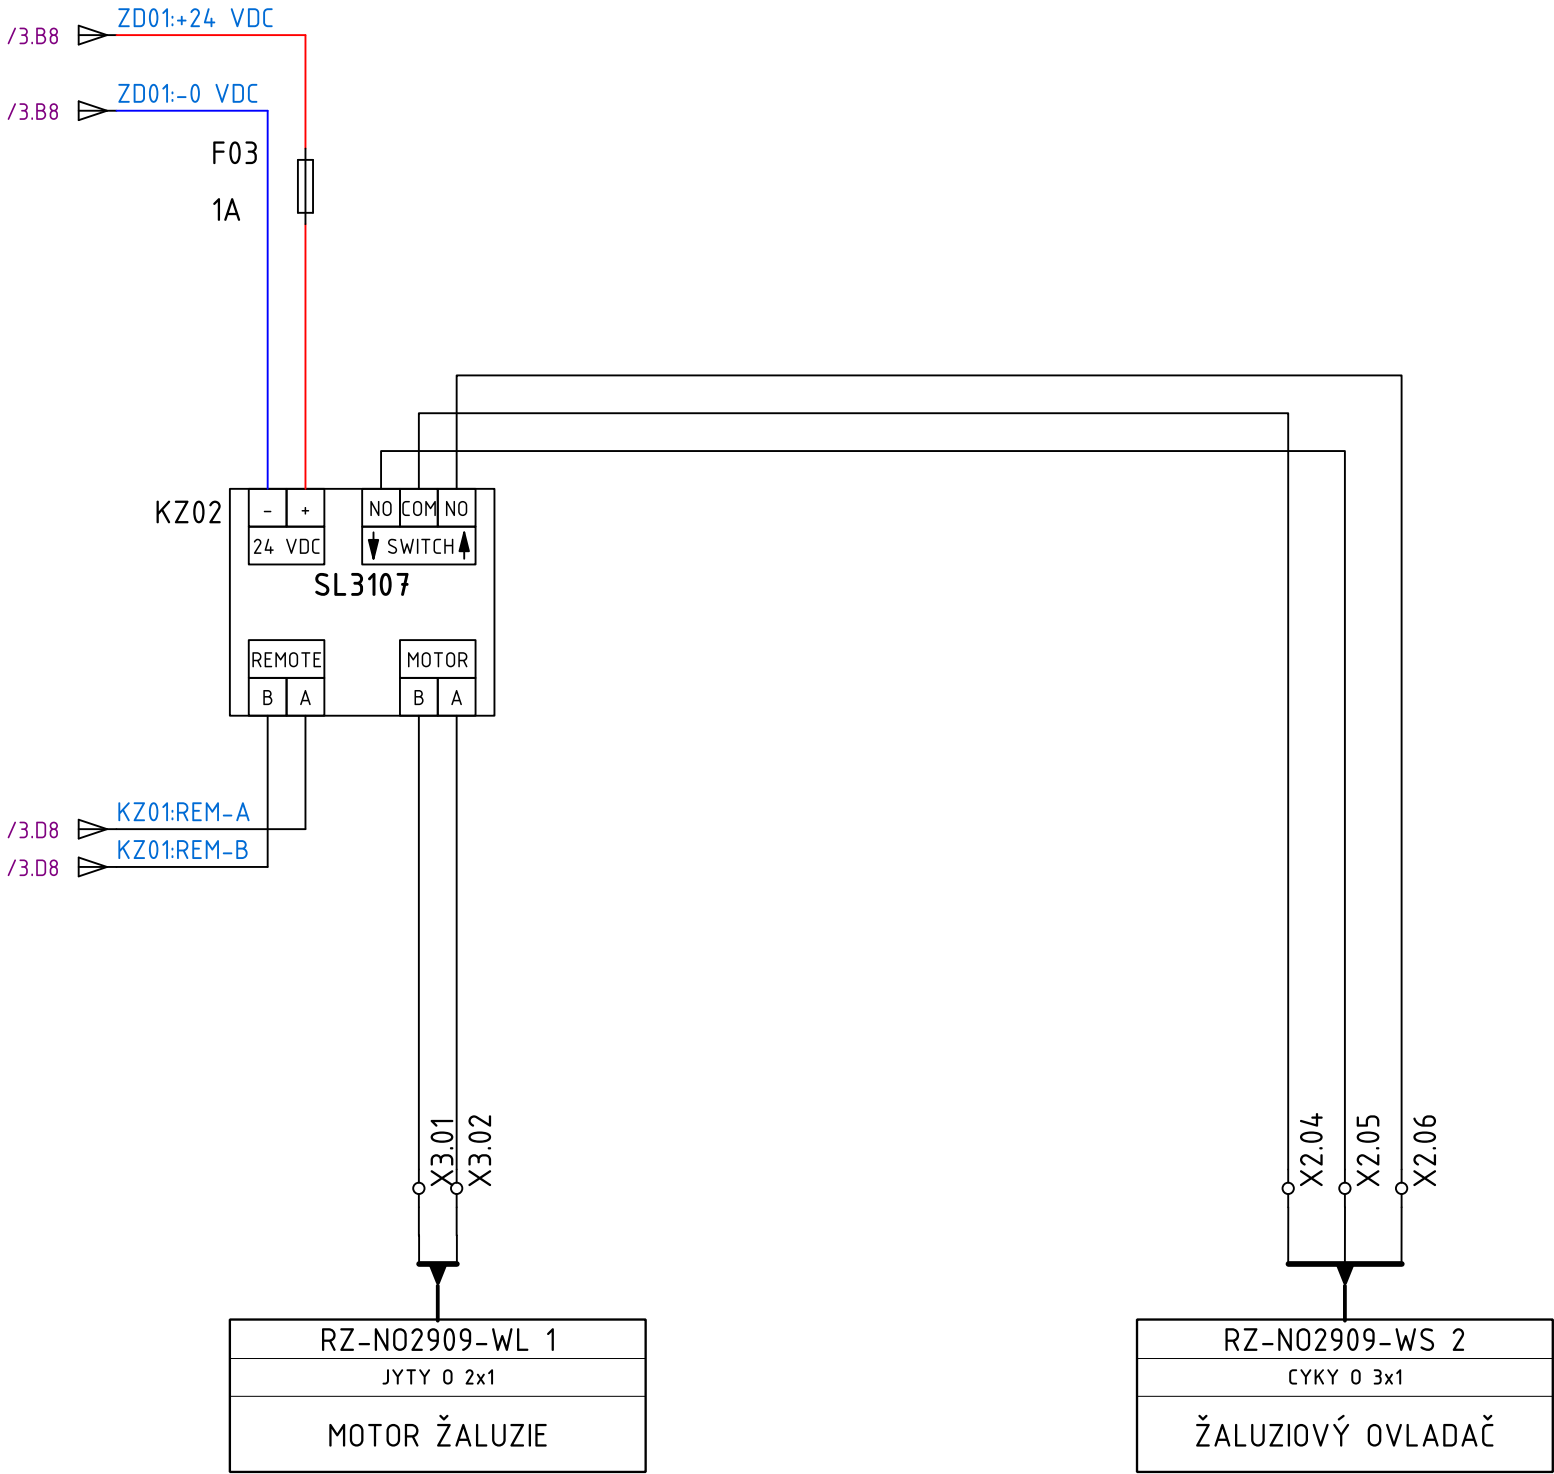 ZD01:+24 VDC
/3.B8
ZD01:-0 VDC
/3.B8
F03
1A
KZ02
- +
24 VDC
NO COM NO
SWITCH
SL3107
REMOTE
B A
MOTOR
B A
KZ01:REM-A
/3.D8
KZ01:REM-B
/3.D8
X3.01
X3.02
X2.04
X2.05
X2.06
RZ-NO2909-WL 1
JYTY O 2x1
MOTOR ŽALUZIE
RZ-NO2909-WS 2
CYKY O 3x1
ŽALUZIOVÝ OVLADAČ